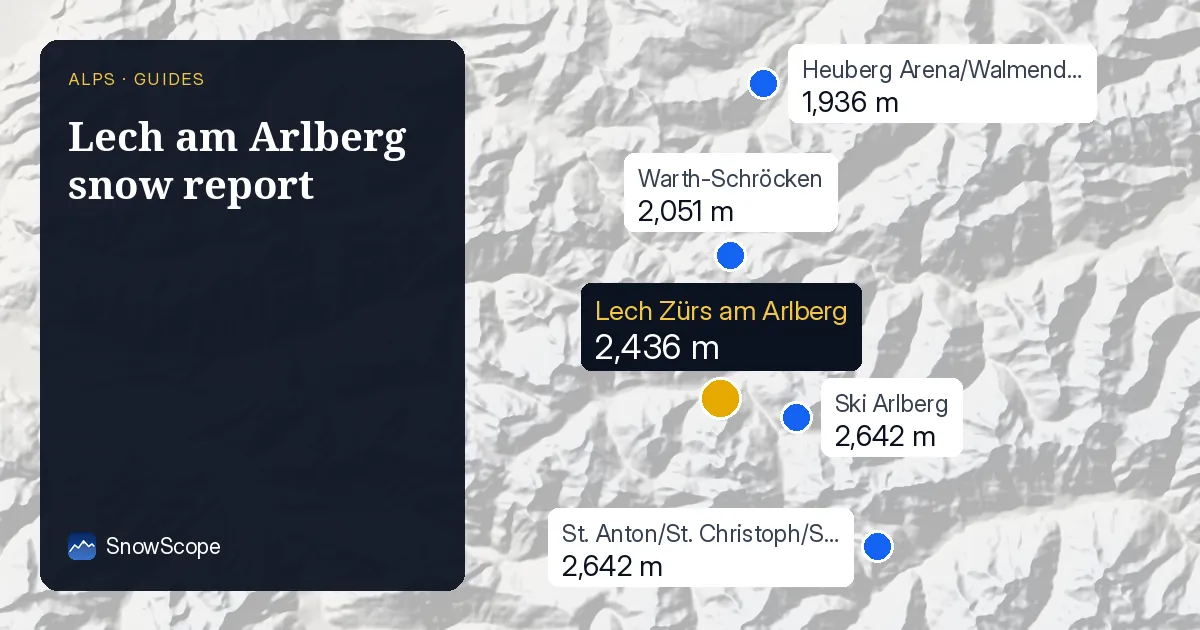 ALPS · GUIDES
Lech am Arlberg
snow report
SnowScope
Heuberg Arena/Walmend...
1,936 m
Warth-Schröcken
2,051 m
Lech Zürs am Arlberg
2,436 m
Ski Arlberg
2,642 m
St. Anton/St. Christoph/S...
2,642 m